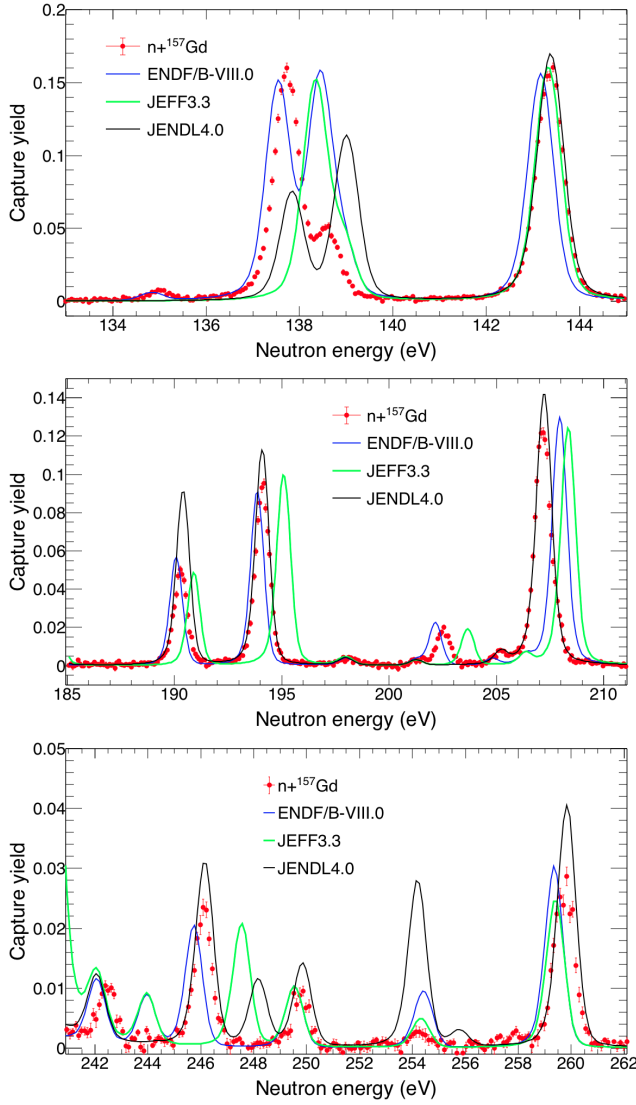 0.2
0.15
0.1
0.05
0
Capture yield
n+¹⁵⁷Gd
ENDF/B-VIII.0
JEFF3.3
JENDL4.0
134 136 138 140 142 144
Neutron energy (eV)
0.14
0.12
0.1
0.08
0.06
0.04
0.02
0
Capture yield
n+¹⁵⁷Gd
ENDF/B-VIII.0
JEFF3.3
JENDL4.0
185 190 195 200 205 210
Neutron energy (eV)
0.05
0.04
0.03
0.02
0.01
0
Capture yield
n+¹⁵⁷Gd
ENDF/B-VIII.0
JEFF3.3
JENDL4.0
242 244 246 248 250 252 254 256 258 260 262
Neutron energy (eV)